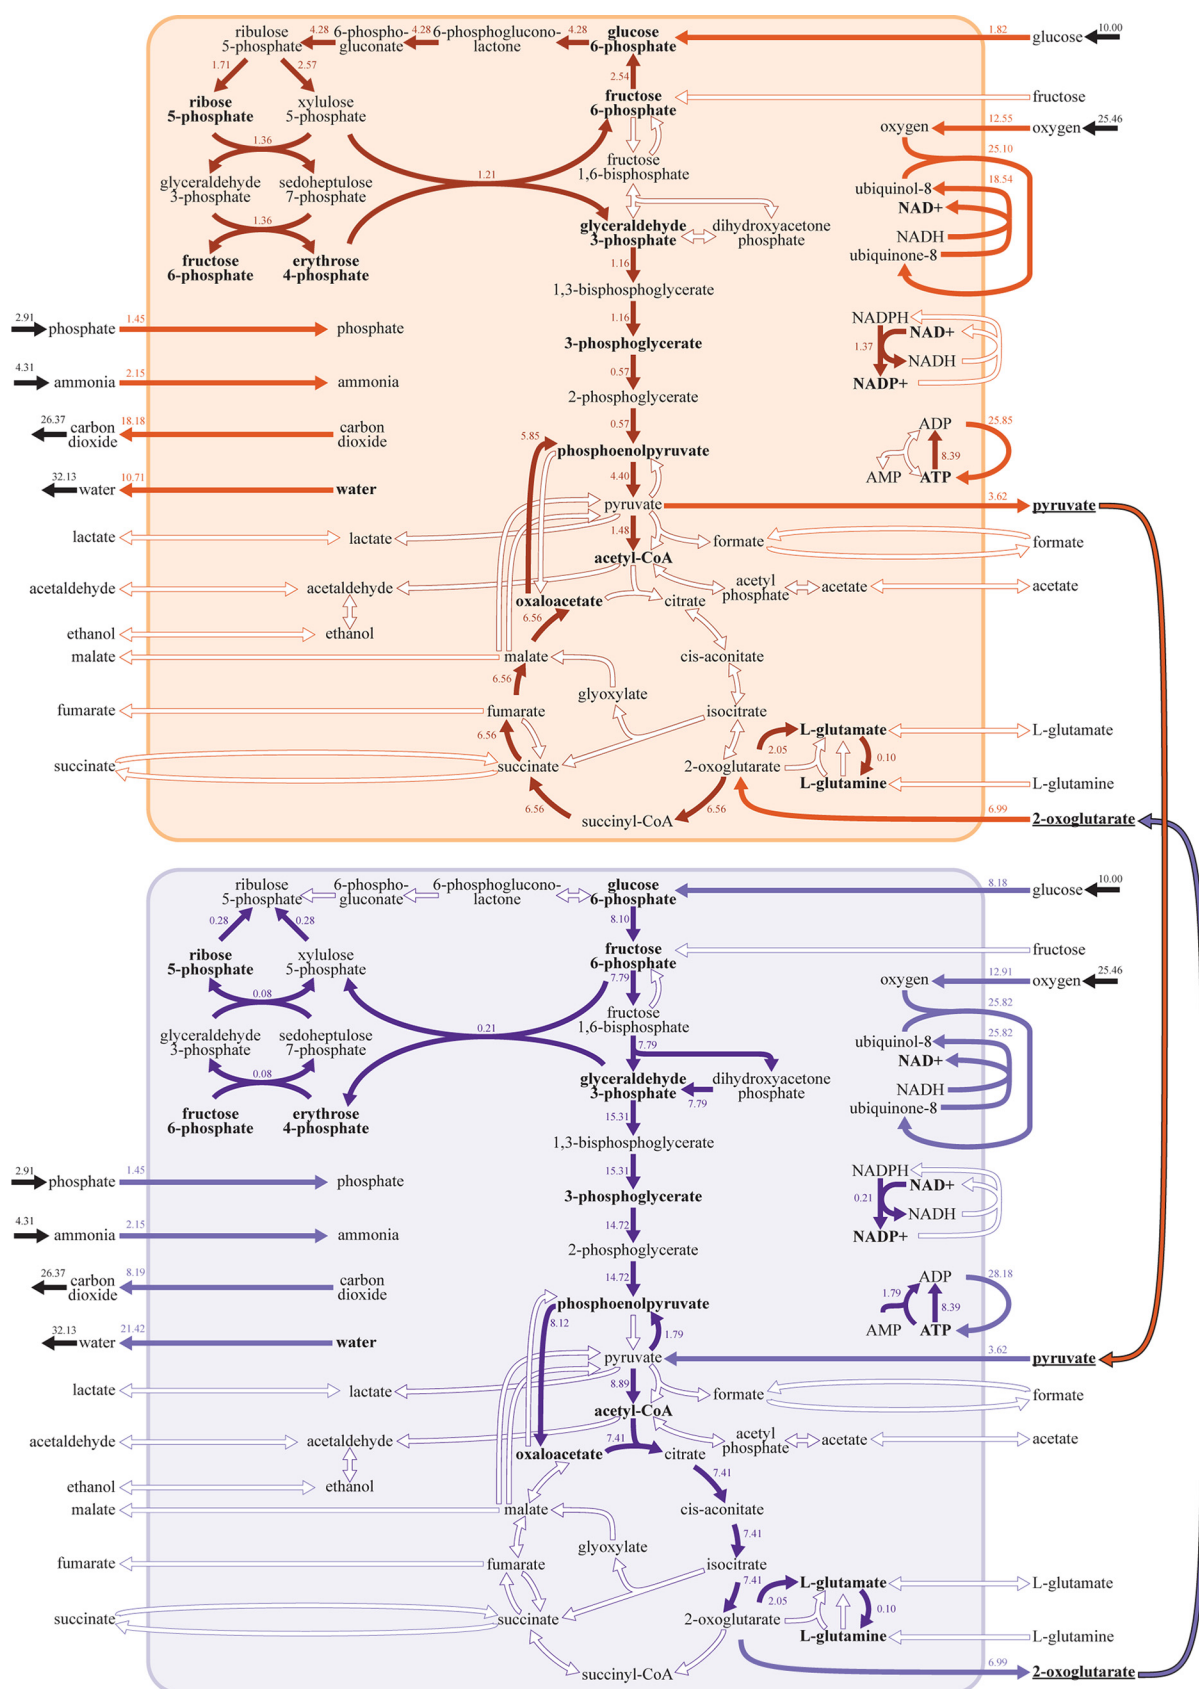 ribulose
5-phosphate
4.28
6-phospho-
gluconate
4.28
6-phosphoglucono-
lactone
4.28
glucose
6-phosphate
1.82
glucose
10.00
1.71
2.57
2.54
ribose
5-phosphate
xylulose
5-phosphate
fructose
6-phosphate
fructose
1.36
oxygen
12.55
oxygen
25.46
25.10
fructose
1,6-bisphosphate
glyceraldehyde
3-phosphate
sedoheptulose
7-phosphate
1.21
ubiquinol-8
18.54
NAD+
1.36
glyceraldehyde
3-phosphate
dihydroxyacetone
phosphate
NADH
ubiquinone-8
fructose
6-phosphate
erythrose
4-phosphate
1.16
1,3-bisphosphoglycerate
2.91
phosphate
1.45
phosphate
1.16
NADPH
NAD+
3-phosphoglycerate
1.37
NADH
4.31
ammonia
2.15
ammonia
0.57
NADP+
2-phosphoglycerate
26.37
carbon
dioxide
18.18
carbon
dioxide
0.57
ADP
25.85
5.85
phosphoenolpyruvate
8.39
32.13
water
10.71
water
4.40
AMP
ATP
pyruvate
3.62
pyruvate
lactate
lactate
1.48
formate
formate
acetyl-CoA
acetaldehyde
acetaldehyde
acetyl
phosphate
acetate
acetate
oxaloacetate
citrate
6.56
ethanol
ethanol
malate
malate
cis-aconitate
6.56
glyoxylate
fumarate
fumarate
isocitrate
6.56
L-glutamate
L-glutamate
2.05
0.10
succinate
succinate
2-oxoglutarate
L-glutamine
L-glutamine
6.56
6.56
6.99
succinyl-CoA
2-oxoglutarate
ribulose
5-phosphate
6-phospho-
gluconate
6-phosphoglucono-
lactone
glucose
6-phosphate
8.18
glucose
10.00
0.28
0.28
8.10
ribose
5-phosphate
xylulose
5-phosphate
fructose
6-phosphate
fructose
7.79
0.08
oxygen
12.91
oxygen
25.46
25.82
fructose
1,6-bisphosphate
glyceraldehyde
3-phosphate
sedoheptulose
7-phosphate
0.21
7.79
ubiquinol-8
25.82
NAD+
0.08
glyceraldehyde
3-phosphate
7.79
dihydroxyacetone
phosphate
NADH
ubiquinone-8
fructose
6-phosphate
erythrose
4-phosphate
15.31
1,3-bisphosphoglycerate
2.91
phosphate
1.45
phosphate
15.31
NADPH
NAD+
3-phosphoglycerate
0.21
NADH
4.31
ammonia
2.15
ammonia
14.72
NADP+
2-phosphoglycerate
26.37
carbon
dioxide
8.19
carbon
dioxide
14.72
ADP
28.18
1.79
phosphoenolpyruvate
8.39
8.12
1.79
32.13
water
21.42
water
AMP
ATP
pyruvate
3.62
pyruvate
lactate
lactate
8.89
formate
formate
acetyl-CoA
acetaldehyde
acetaldehyde
7.41
acetyl
phosphate
acetate
acetate
oxaloacetate
citrate
7.41
ethanol
ethanol
malate
malate
cis-aconitate
7.41
glyoxylate
fumarate
fumarate
isocitrate
7.41
L-glutamate
L-glutamate
2.05
0.10
succinate
succinate
2-oxoglutarate
L-glutamine
L-glutamine
6.99
succinyl-CoA
2-oxoglutarate